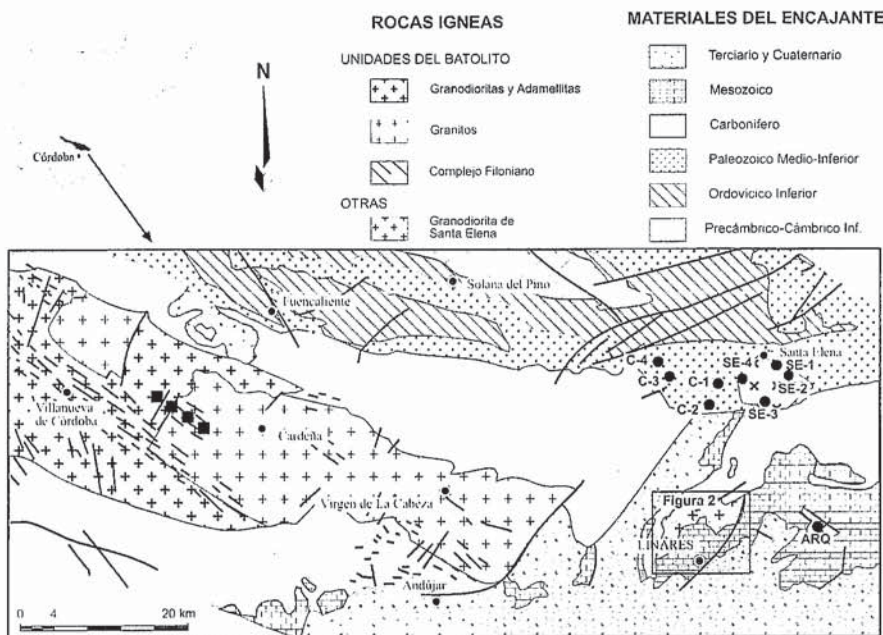 ROCAS IGNEAS
UNIDADES DEL BATOLITO
Granodioritas y Adamellitas
Granitos
Complejo Filoniano
OTRAS
Granodiorita de
Santa Elena
MATERIALES DEL ENCAJANTE
Terciario y Cuaternario
Mesozoico
Carbonífero
Paleozoico Medio-Inferior
Ordovicico Inferior
Precámbrico-Cámbrico Inf.
N
Córdoba
Fuencaliente
Solana del Pino
Santa Elena
C-4
SE-4
SE-1
C-3
C-1
SE-2
C-2
SE-3
Villanueva
de Córdoba
Cardeña
Virgen de La Cabeza
Figura 2
LINARES
ARQ
Andújar
0 4 20 km